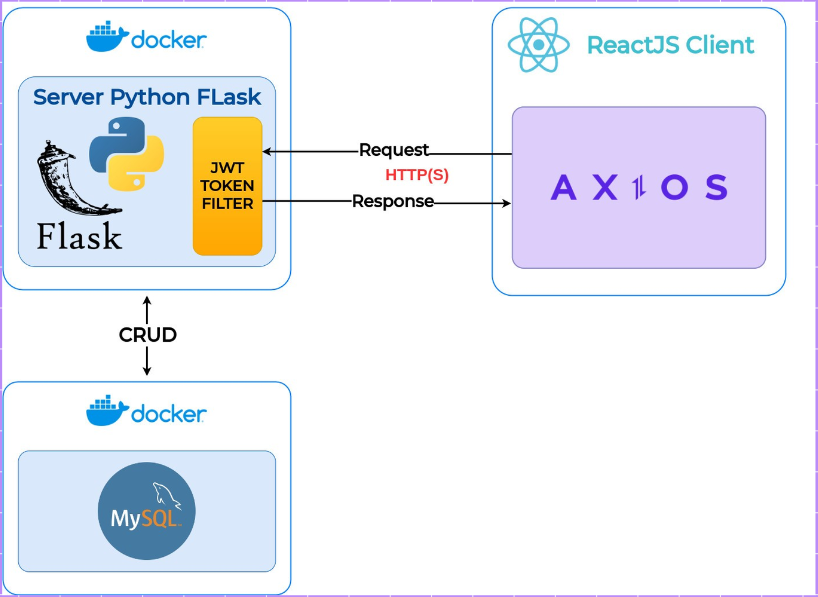 docker
Server Python FLask
Flask
JWT
TOKEN
FILTER
Request
HTTP(S)
Response
ReactJS Client
AXIOS
CRUD
docker
MySQL